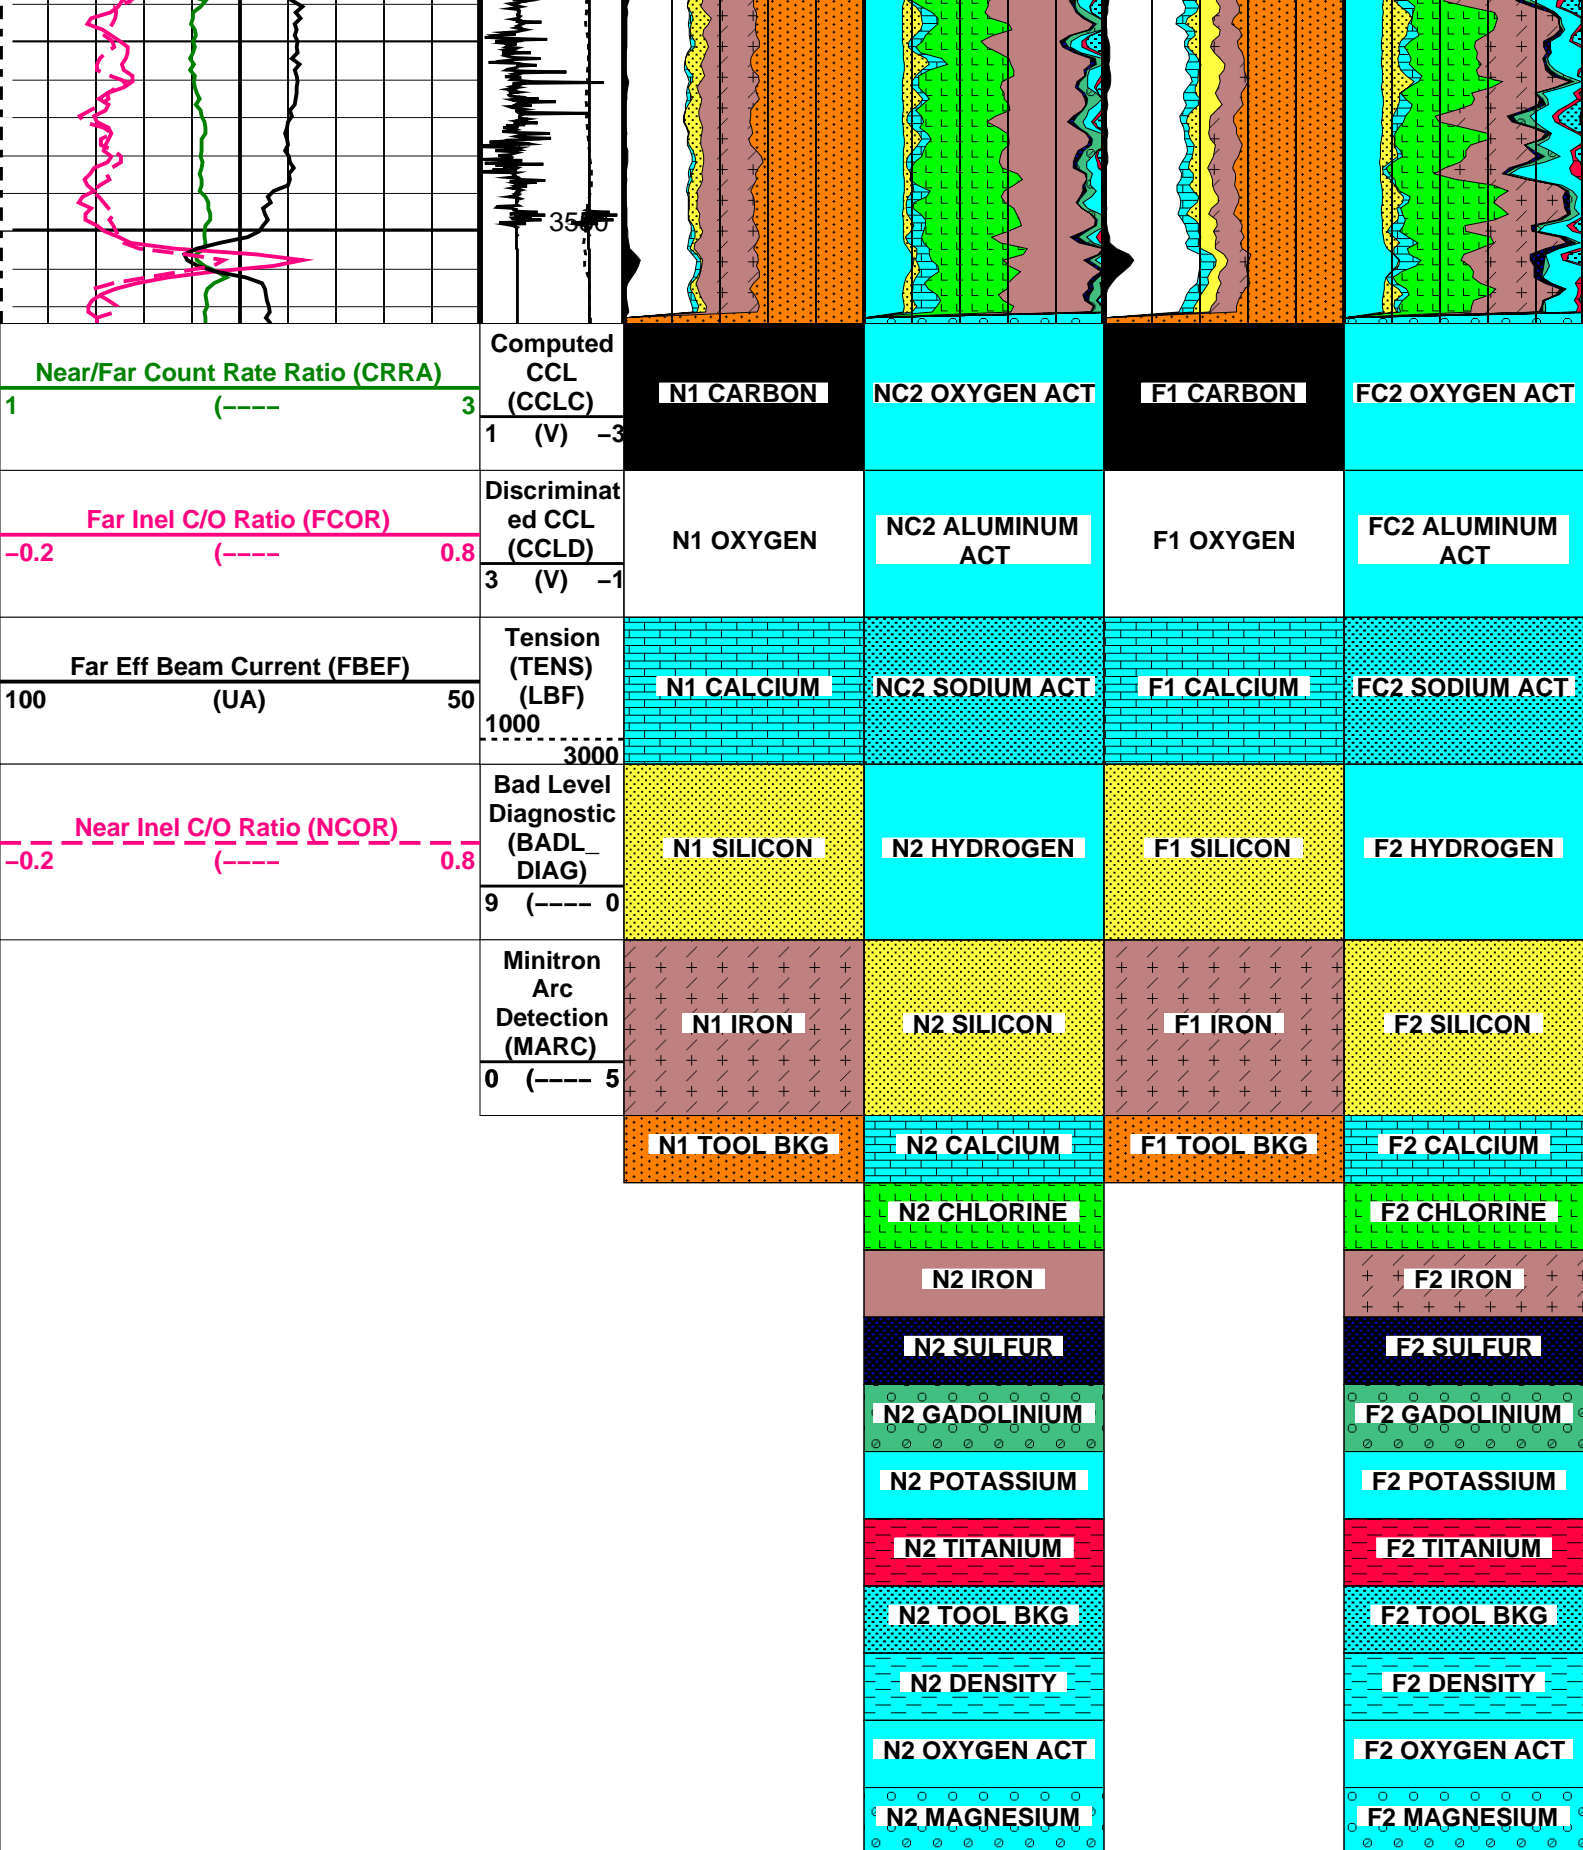 3550
Near/Far Count Rate Ratio (CRRA)
1 (---- 3
Computed
CCL
(CCLC)
1 (V) -3
N1 CARBON
NC2 OXYGEN ACT
F1 CARBON
FC2 OXYGEN ACT
Far Inel C/O Ratio (FCOR)
-0.2 (---- 0.8
Discriminat
ed CCL
(CCLD)
3 (V) -1
N1 OXYGEN
NC2 ALUMINUM
ACT
F1 OXYGEN
FC2 ALUMINUM
ACT
Far Eff Beam Current (FBEF)
100 (UA) 50
Tension
(TENS)
(LBF)
1000
3000
N1 CALCIUM
NC2 SODIUM ACT
F1 CALCIUM
FC2 SODIUM ACT
Near Inel C/O Ratio (NCOR)
-0.2 (---- 0.8
Bad Level
Diagnostic
(BADL_
DIAG)
9 (---- 0
N1 SILICON
N2 HYDROGEN
F1 SILICON
F2 HYDROGEN
Minitron
Arc
Detection
(MARC)
0 (---- 5
N1 IRON
N2 SILICON
F1 IRON
F2 SILICON
N1 TOOL BKG
N2 CALCIUM
F1 TOOL BKG
F2 CALCIUM
N2 CHLORINE
F2 CHLORINE
N2 IRON
F2 IRON
N2 SULFUR
F2 SULFUR
N2 GADOLINIUM
F2 GADOLINIUM
N2 POTASSIUM
F2 POTASSIUM
N2 TITANIUM
F2 TITANIUM
N2 TOOL BKG
F2 TOOL BKG
N2 DENSITY
F2 DENSITY
N2 OXYGEN ACT
F2 OXYGEN ACT
N2 MAGNESIUM
F2 MAGNESIUM